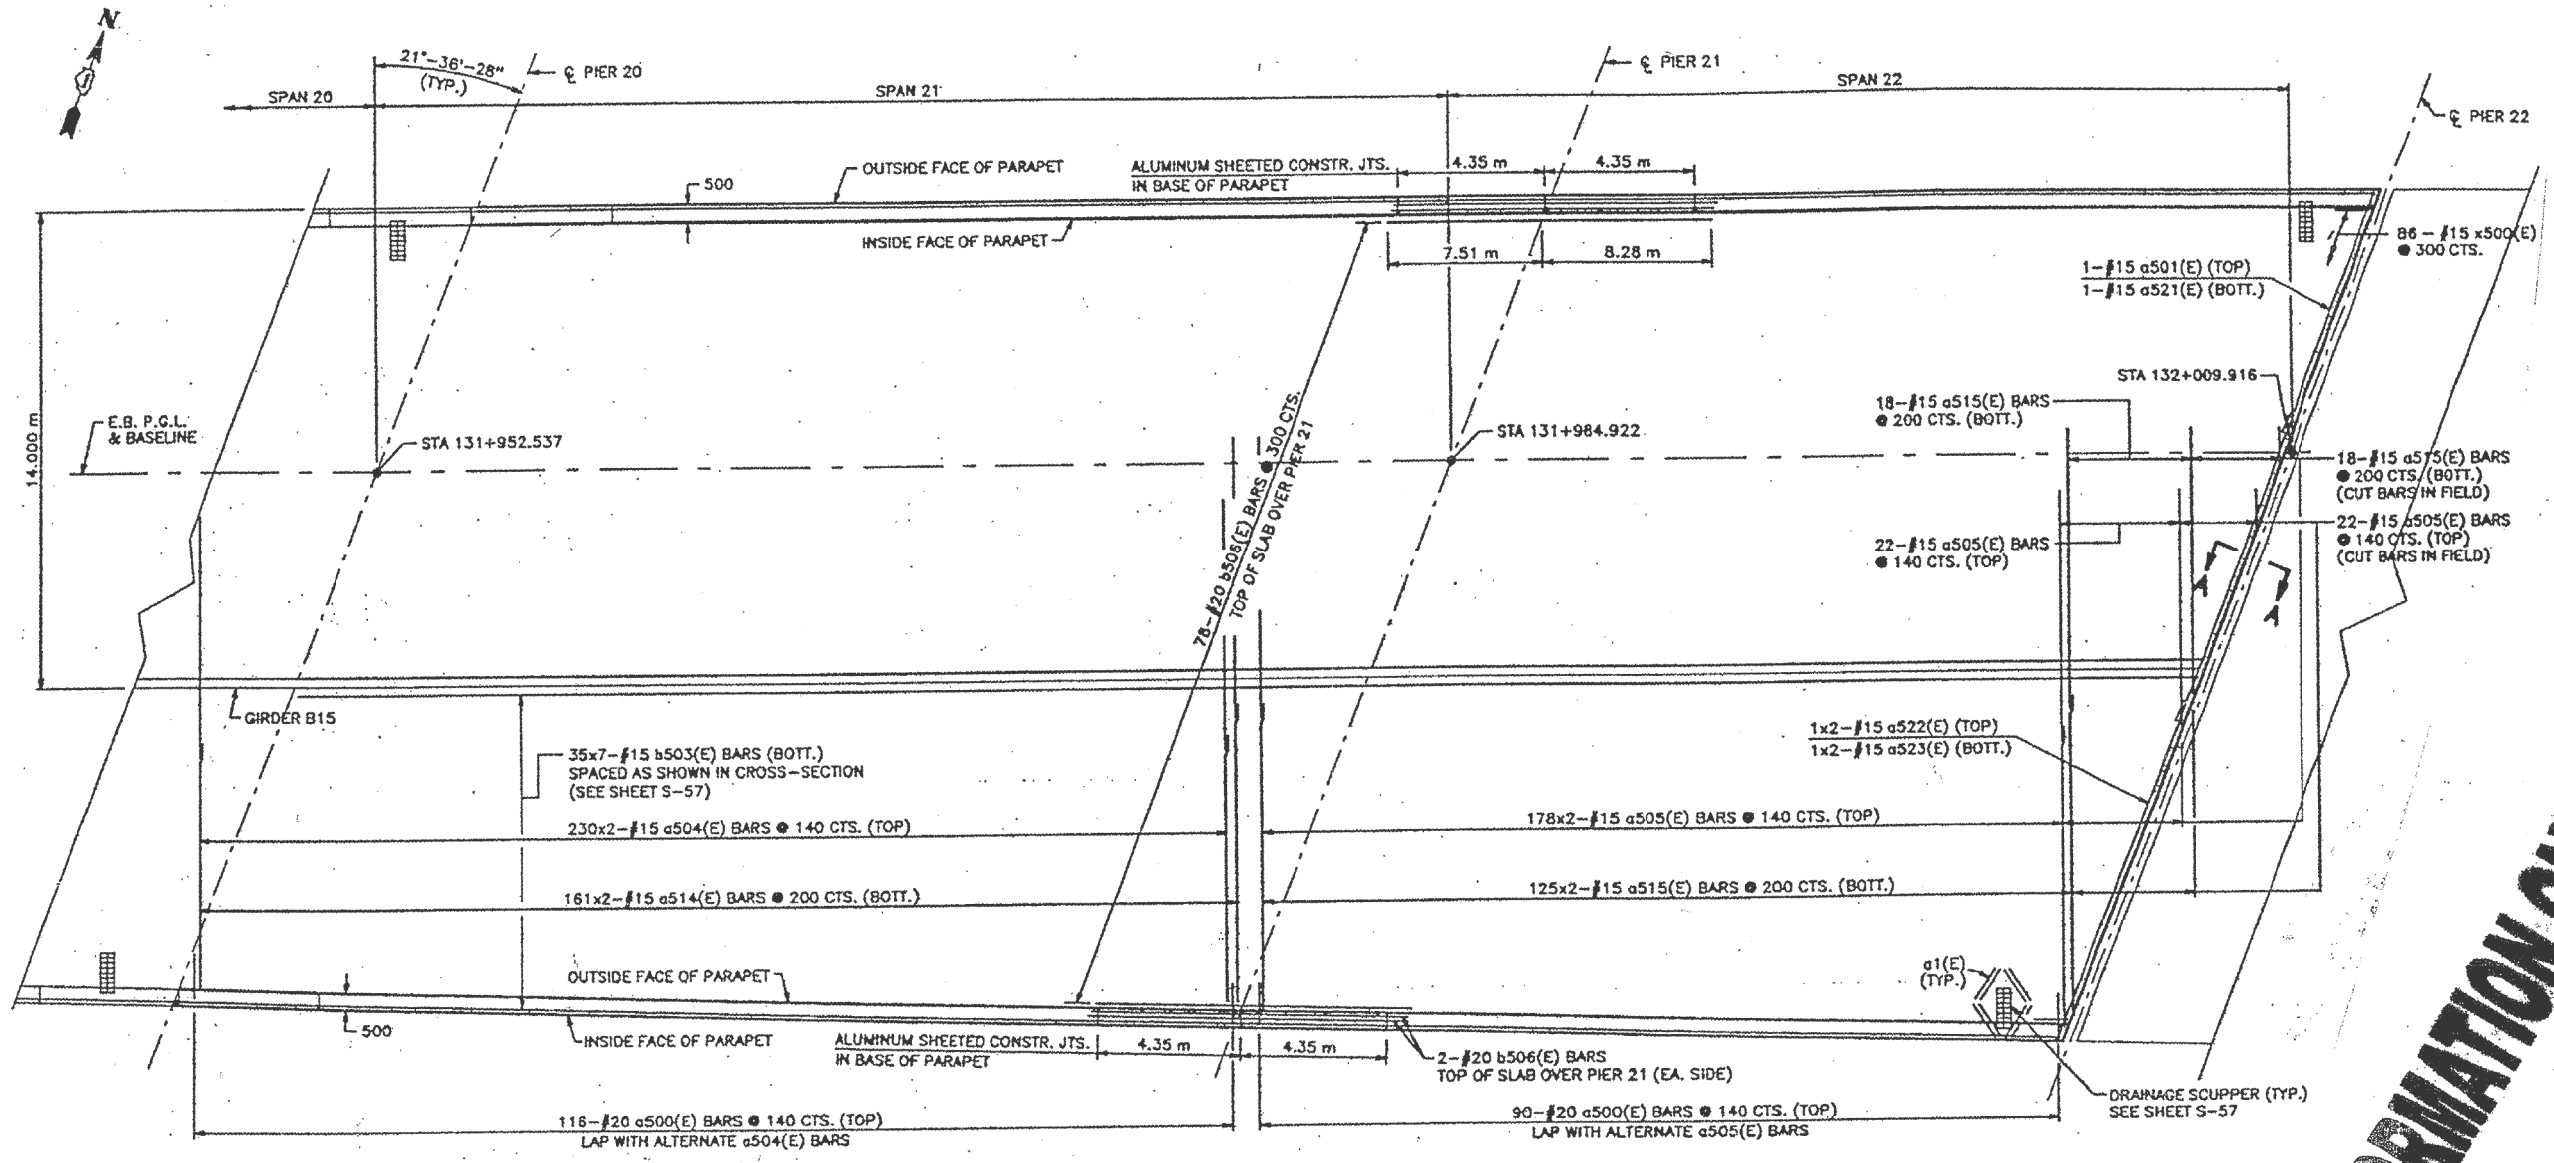 N
21°-36'-28"
(TYP.)
℄ PIER 20
SPAN 20
SPAN 21
℄ PIER 21
SPAN 22
℄ PIER 22
OUTSIDE FACE OF PARAPET
500
ALUMINUM SHEETED CONSTR. JTS.
IN BASE OF PARAPET
4.35 m
4.35 m
INSIDE FACE OF PARAPET
7.51 m
8.28 m
86 - #15 x500(E)
@ 300 CTS.
1-#15 a501(E) (TOP)
1-#15 a521(E) (BOTT.)
14.000 m
E.B. P.G.L.
& BASELINE
STA 131+952.537
78-#20 b506(E) BARS @ 300 CTS.
TOP OF SLAB OVER PIER 21
STA 131+984.922
STA 132+009.916
18-#15 a515(E) BARS
@ 200 CTS. (BOTT.)
18-#15 a515(E) BARS
@ 200 CTS. (BOTT.)
(CUT BARS IN FIELD)
22-#15 a505(E) BARS
@ 140 CTS. (TOP)
22-#15 a505(E) BARS
@ 140 CTS. (TOP)
(CUT BARS IN FIELD)
A
A
GIRDER B15
35x7-#15 b503(E) BARS (BOTT.)
SPACED AS SHOWN IN CROSS-SECTION
(SEE SHEET S-57)
1x2-#15 a522(E) (TOP)
1x2-#15 a523(E) (BOTT.)
230x2-#15 a504(E) BARS @ 140 CTS. (TOP)
178x2-#15 a505(E) BARS @ 140 CTS. (TOP)
161x2-#15 a514(E) BARS @ 200 CTS. (BOTT.)
125x2-#15 a515(E) BARS @ 200 CTS. (BOTT.)
OUTSIDE FACE OF PARAPET
a1(E)
(TYP.)
500
INSIDE FACE OF PARAPET
ALUMINUM SHEETED CONSTR. JTS.
IN BASE OF PARAPET
4.35 m
4.35 m
2-#20 b506(E) BARS
TOP OF SLAB OVER PIER 21 (EA. SIDE)
DRAINAGE SCUPPER (TYP.)
SEE SHEET S-57
116-#20 a500(E) BARS @ 140 CTS. (TOP)
LAP WITH ALTERNATE a504(E) BARS
90-#20 a500(E) BARS @ 140 CTS. (TOP)
LAP WITH ALTERNATE a505(E) BARS